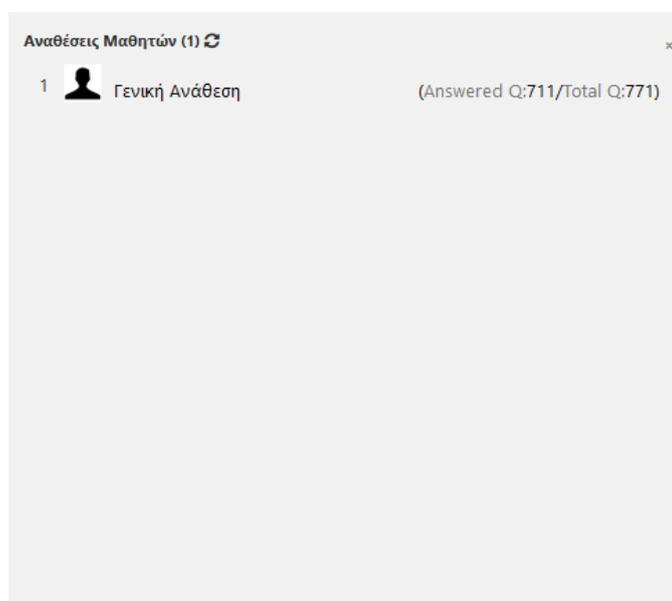 Αναθέσεις Μαθητών (1)
1 Γενική Ανάθεση (Answered Q:711/Total Q:771)